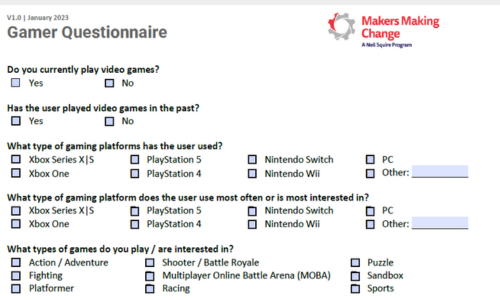 V1.0 | January 2023
Gamer Questionnaire
Makers Making
Change
A Neil Squire Program
Do you currently play video games?
Yes No
Has the user played video games in the past?
Yes No
What type of gaming platforms has the user used?
Xbox Series X|S PlayStation 5 Nintendo Switch PC
Xbox One PlayStation 4 Nintendo Wii Other:
What type of gaming platform does the user use most often or is most interested in?
Xbox Series X|S PlayStation 5 Nintendo Switch PC
Xbox One PlayStation 4 Nintendo Wii Other:
What types of games do you play / are interested in?
Action / Adventure Shooter / Battle Royale Puzzle
Fighting Multiplayer Online Battle Arena (MOBA) Sandbox
Platformer Racing Sports